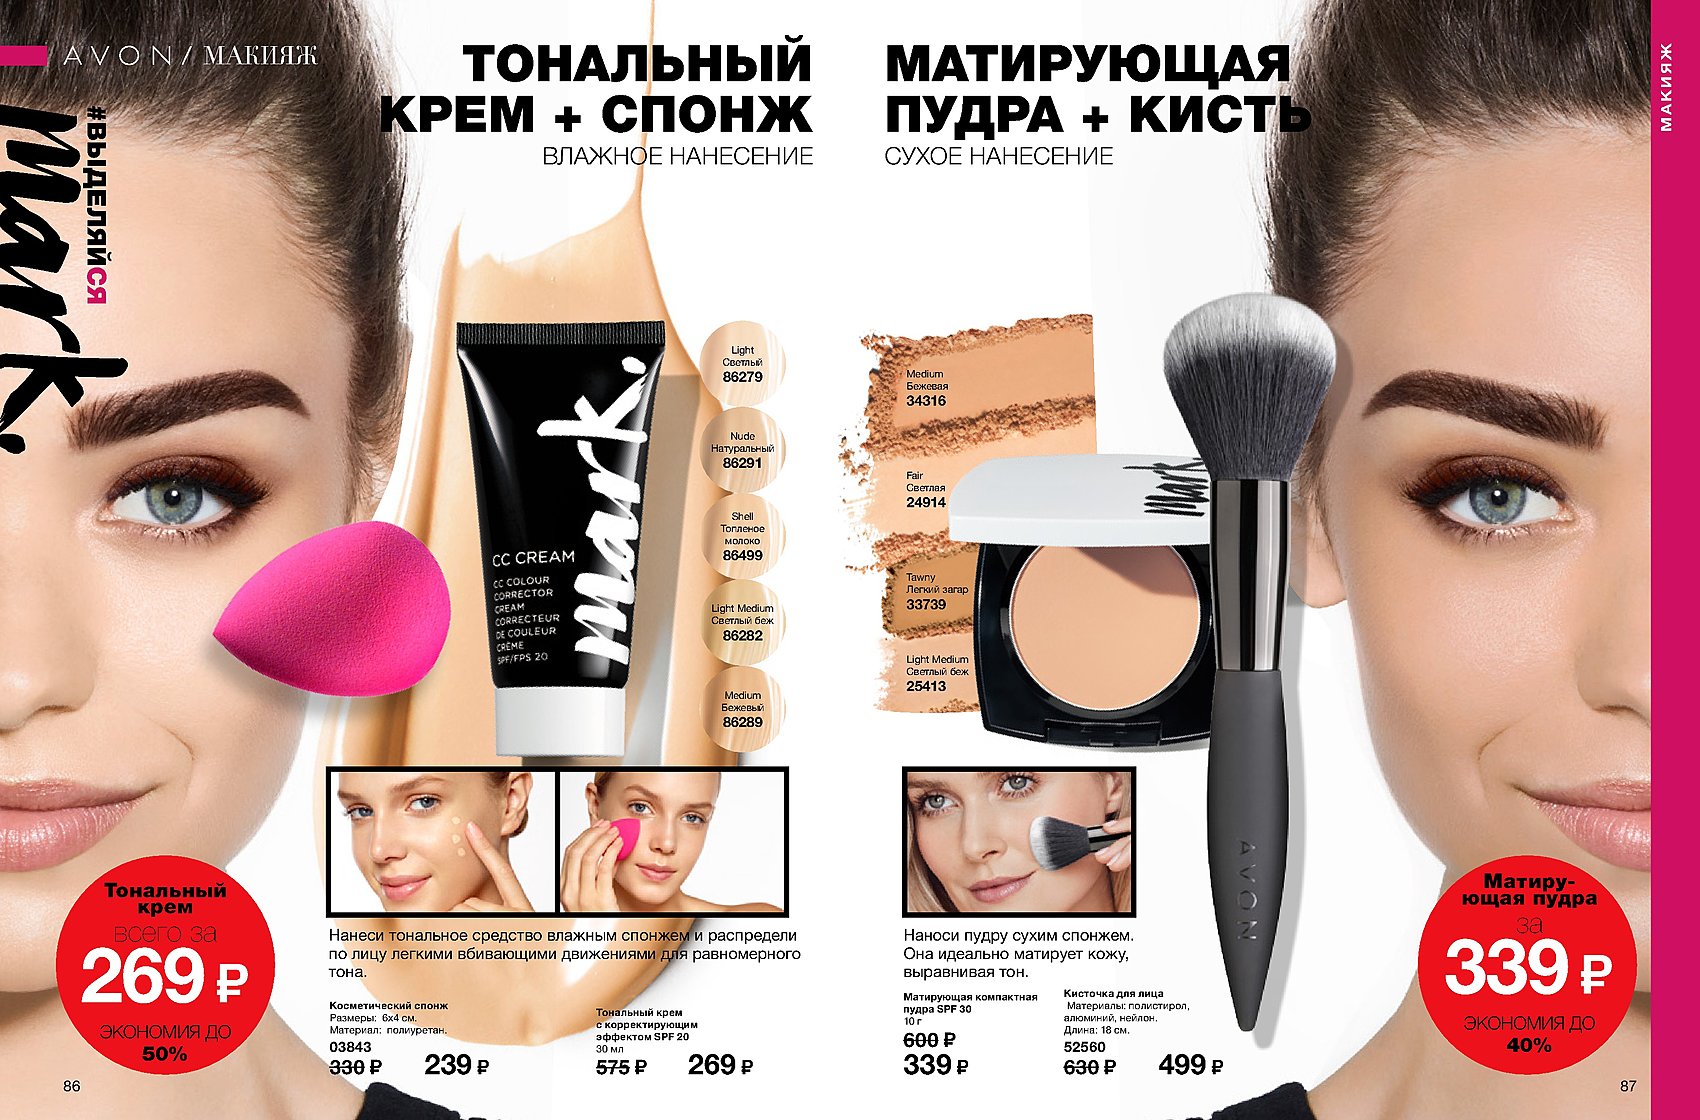 AVON / МАКИЯЖ
#ВЫДЕЛЯЙСЯ
mark.
ТОНАЛЬНЫЙ
КРЕМ + СПОНЖ
ВЛАЖНОЕ НАНЕСЕНИЕ
mark.
CC CREAM
CC COLOUR
CORRECTOR
CREAM
CORRECTEUR
DE COULEUR
CRÈME
SPF/FPS 20
Light
Светлый
86279
Nude
Натуральный
86291
Shell
Топленое
молоко
86499
Light Medium
Светлый беж
86282
Medium
Бежевый
86289
Тональный
крем
всего за
269 ₽
ЭКОНОМИЯ ДО
50%
Нанеси тональное средство влажным спонжем и распредели
по лицу легкими вбивающими движениями для равномерного
тона.
Косметический спонж
Размеры: 6x4 см.
Материал: полиуретан.
03843
330 ₽ 239 ₽
Тональный крем
с корректирующим
эффектом SPF 20
30 мл
575 ₽ 269 ₽
86
МАТИРУЮЩАЯ
ПУДРА + КИСТЬ
СУХОЕ НАНЕСЕНИЕ
МАКИЯЖ
Medium
Бежевая
34316
Fair
Светлая
24914
Tawny
Легкий загар
33739
Light Medium
Светлый беж
25413
mark.
AVON
Наноси пудру сухим спонжем.
Она идеально матирует кожу,
выравнивая тон.
Матирующая компактная
пудра SPF 30
10 г
600 ₽
339 ₽
Кисточка для лица
Материалы: полистирол,
алюминий, нейлон.
Длина: 18 см.
52560
630 ₽ 499 ₽
Матиру-
ющая пудра
за
339 ₽
ЭКОНОМИЯ ДО
40%
87